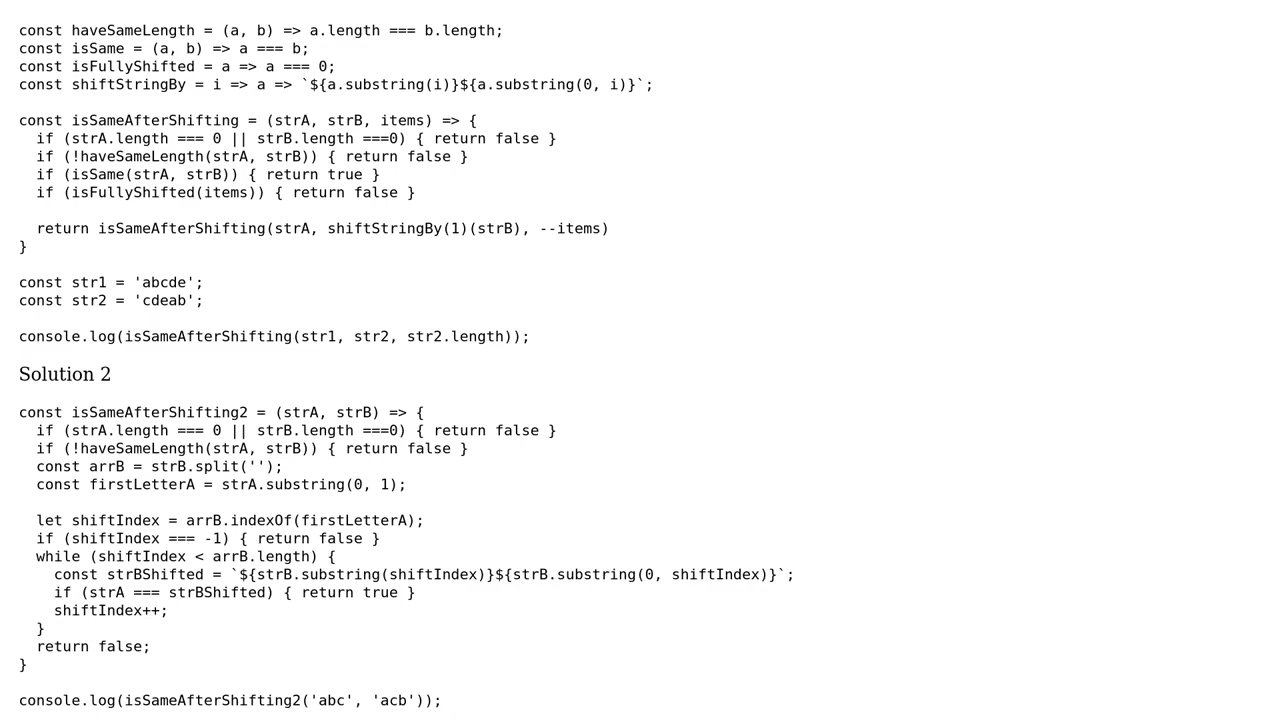 const haveSameLength = (a, b) => a.length === b.length;
const isSame = (a, b) => a === b;
const isFullyShifted = a => a === 0;
const shiftStringBy = i => a => `${a.substring(i)}${a.substring(0, i)}`;

const isSameAfterShifting = (strA, strB, items) => {
  if (strA.length === 0 || strB.length ===0) { return false }
  if (!haveSameLength(strA, strB)) { return false }
  if (isSame(strA, strB)) { return true }
  if (isFullyShifted(items)) { return false }

  return isSameAfterShifting(strA, shiftStringBy(1)(strB), --items)
}

const str1 = 'abcde';
const str2 = 'cdeab';

console.log(isSameAfterShifting(str1, str2, str2.length));

Solution 2

const isSameAfterShifting2 = (strA, strB) => {
  if (strA.length === 0 || strB.length ===0) { return false }
  if (!haveSameLength(strA, strB)) { return false }
  const arrB = strB.split('');
  const firstLetterA = strA.substring(0, 1);

  let shiftIndex = arrB.indexOf(firstLetterA);
  if (shiftIndex === -1) { return false }
  while (shiftIndex < arrB.length) {
    const strBShifted = `${strB.substring(shiftIndex)}${strB.substring(0, shiftIndex)}`;
    if (strA === strBShifted) { return true }
    shiftIndex++;
  }
  return false;
}

console.log(isSameAfterShifting2('abc', 'acb'));